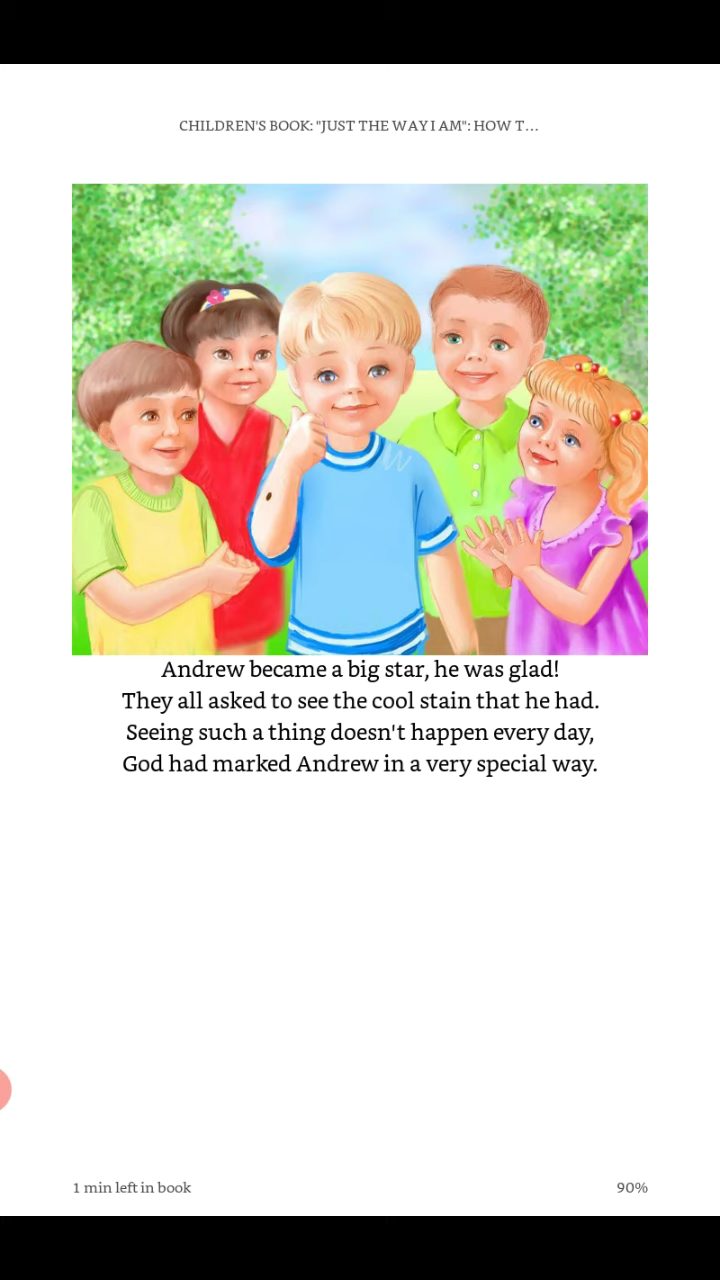 CHILDREN'S BOOK: "JUST THE WAY I AM": HOW T...
Andrew became a big star, he was glad!
They all asked to see the cool stain that he had.
Seeing such a thing doesn't happen every day,
God had marked Andrew in a very special way.
1 min left in book
90%